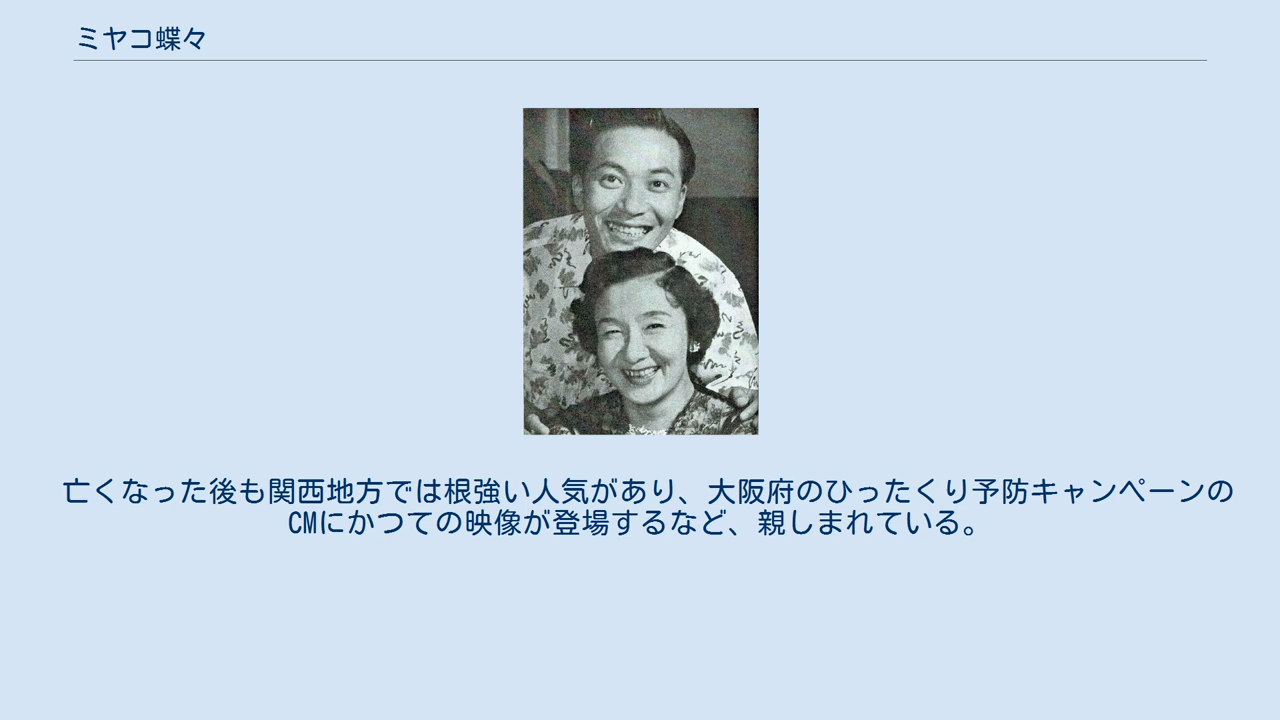 ミヤコ蝶々
亡くなった後も関西地方では根強い人気があり、大阪府のひったくり予防キャンペーンの
CMにかつての映像が登場するなど、親しまれている。